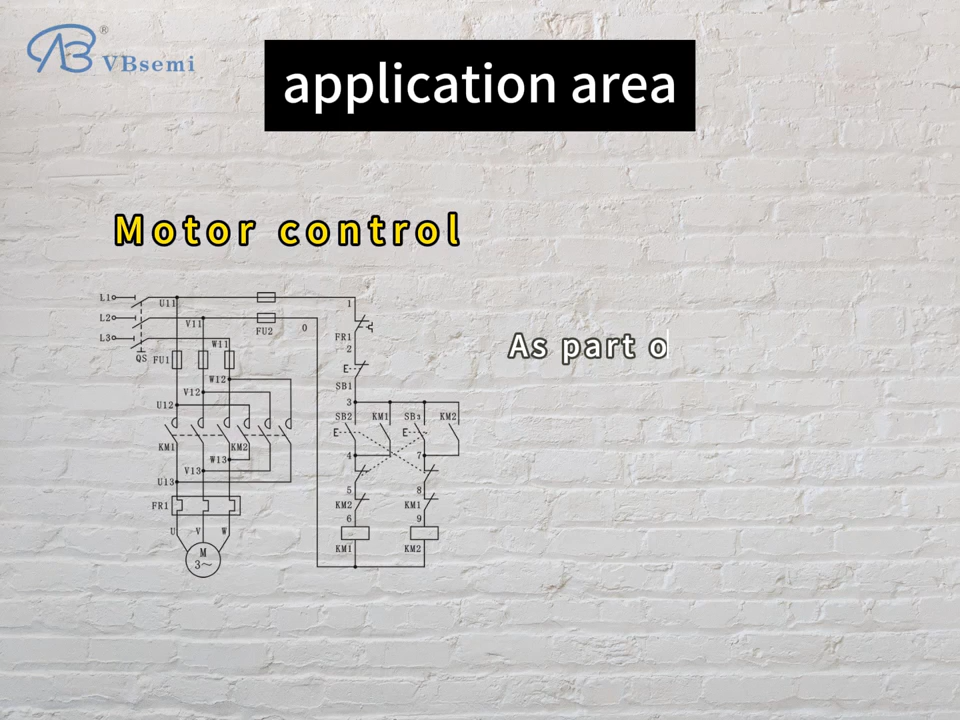 VBsemi
application area
Motor control
As part o
L1
U11
1
L2
V11
FU2
0
L3
W11
FR1
QS
FU1
2
E
SB1
W12
V12
U12
3
SB2
KM1
SB3
KM2
E
E
KM1
KM2
W13
4
7
V13
U13
5
8
FR1
KM2
KM1
6
9
U
V
W
KM1
KM2
M
3~